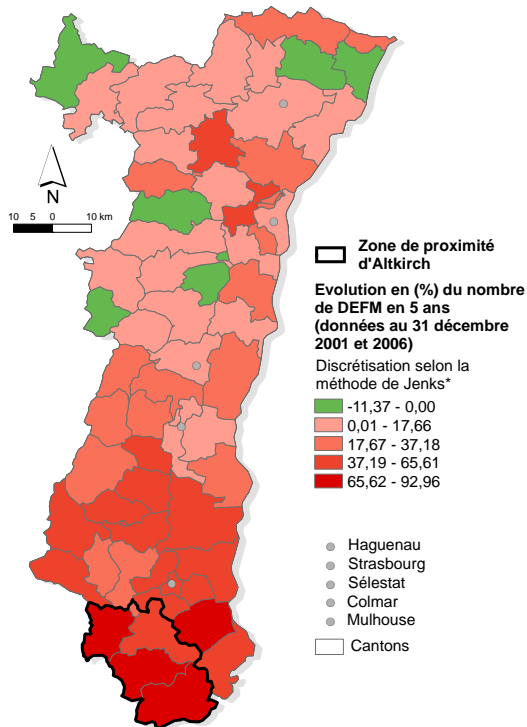 N
10 5 0 10 km
Zone de proximité
d'Altkirch
Evolution en (%) du nombre
de DEFM en 5 ans
(données au 31 décembre
2001 et 2006)
Discrétisation selon la
méthode de Jenks*
-11,37 - 0,00
0,01 - 17,66
17,67 - 37,18
37,19 - 65,61
65,62 - 92,96
Haguenau
Strasbourg
Sélestat
Colmar
Mulhouse
Cantons